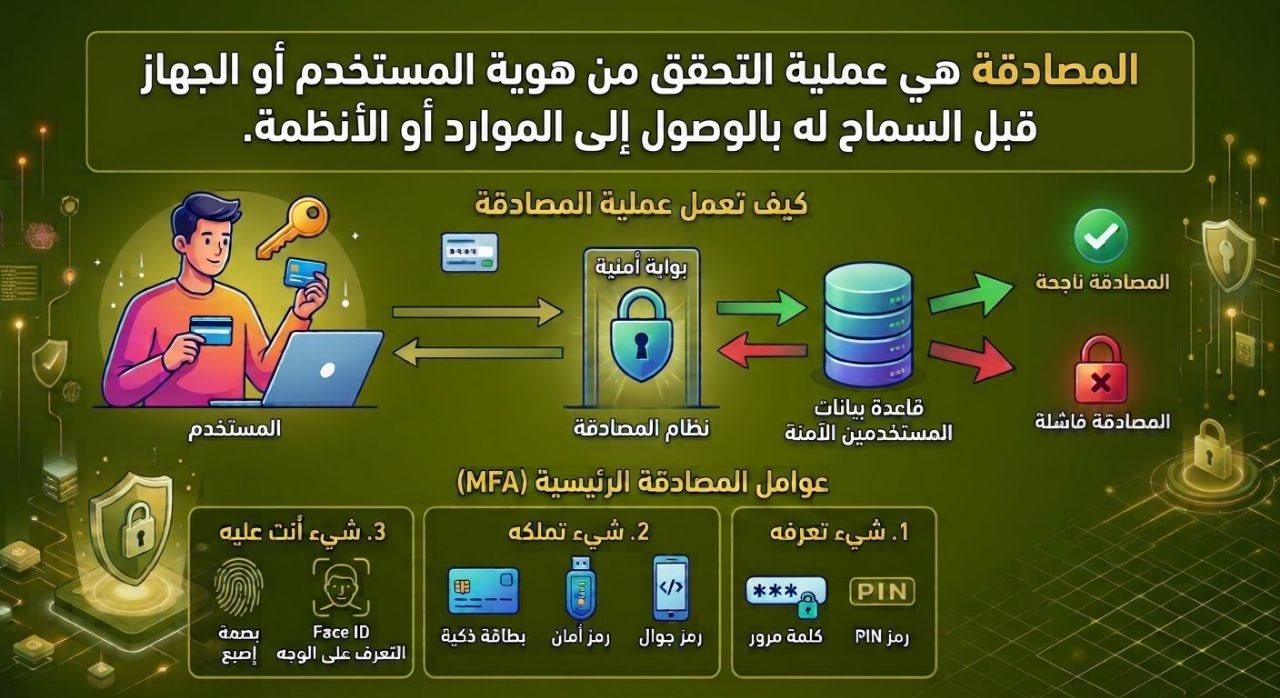 المصادقة هي عملية التحقق من هوية المستخدم أو الجهاز
قبل السماح له بالوصول إلى الموارد أو الأنظمة.
كيف تعمل عملية المصادقة
بوابة أمنية
المصادقة ناجحة
المصادقة فاشلة
المستخدم
نظام المصادقة
قاعدة بيانات
المستخدمين الآمنة
عوامل المصادقة الرئيسية (MFA)
1. شيء تعرفه
PIN
***
رمز PIN
كلمة مرور
2. شيء تملكه
</>
رمز جوال
رمز أمان
بطاقة ذكية
3. شيء أنت عليه
Face ID
التعرف على الوجه
بصمة
إصبع